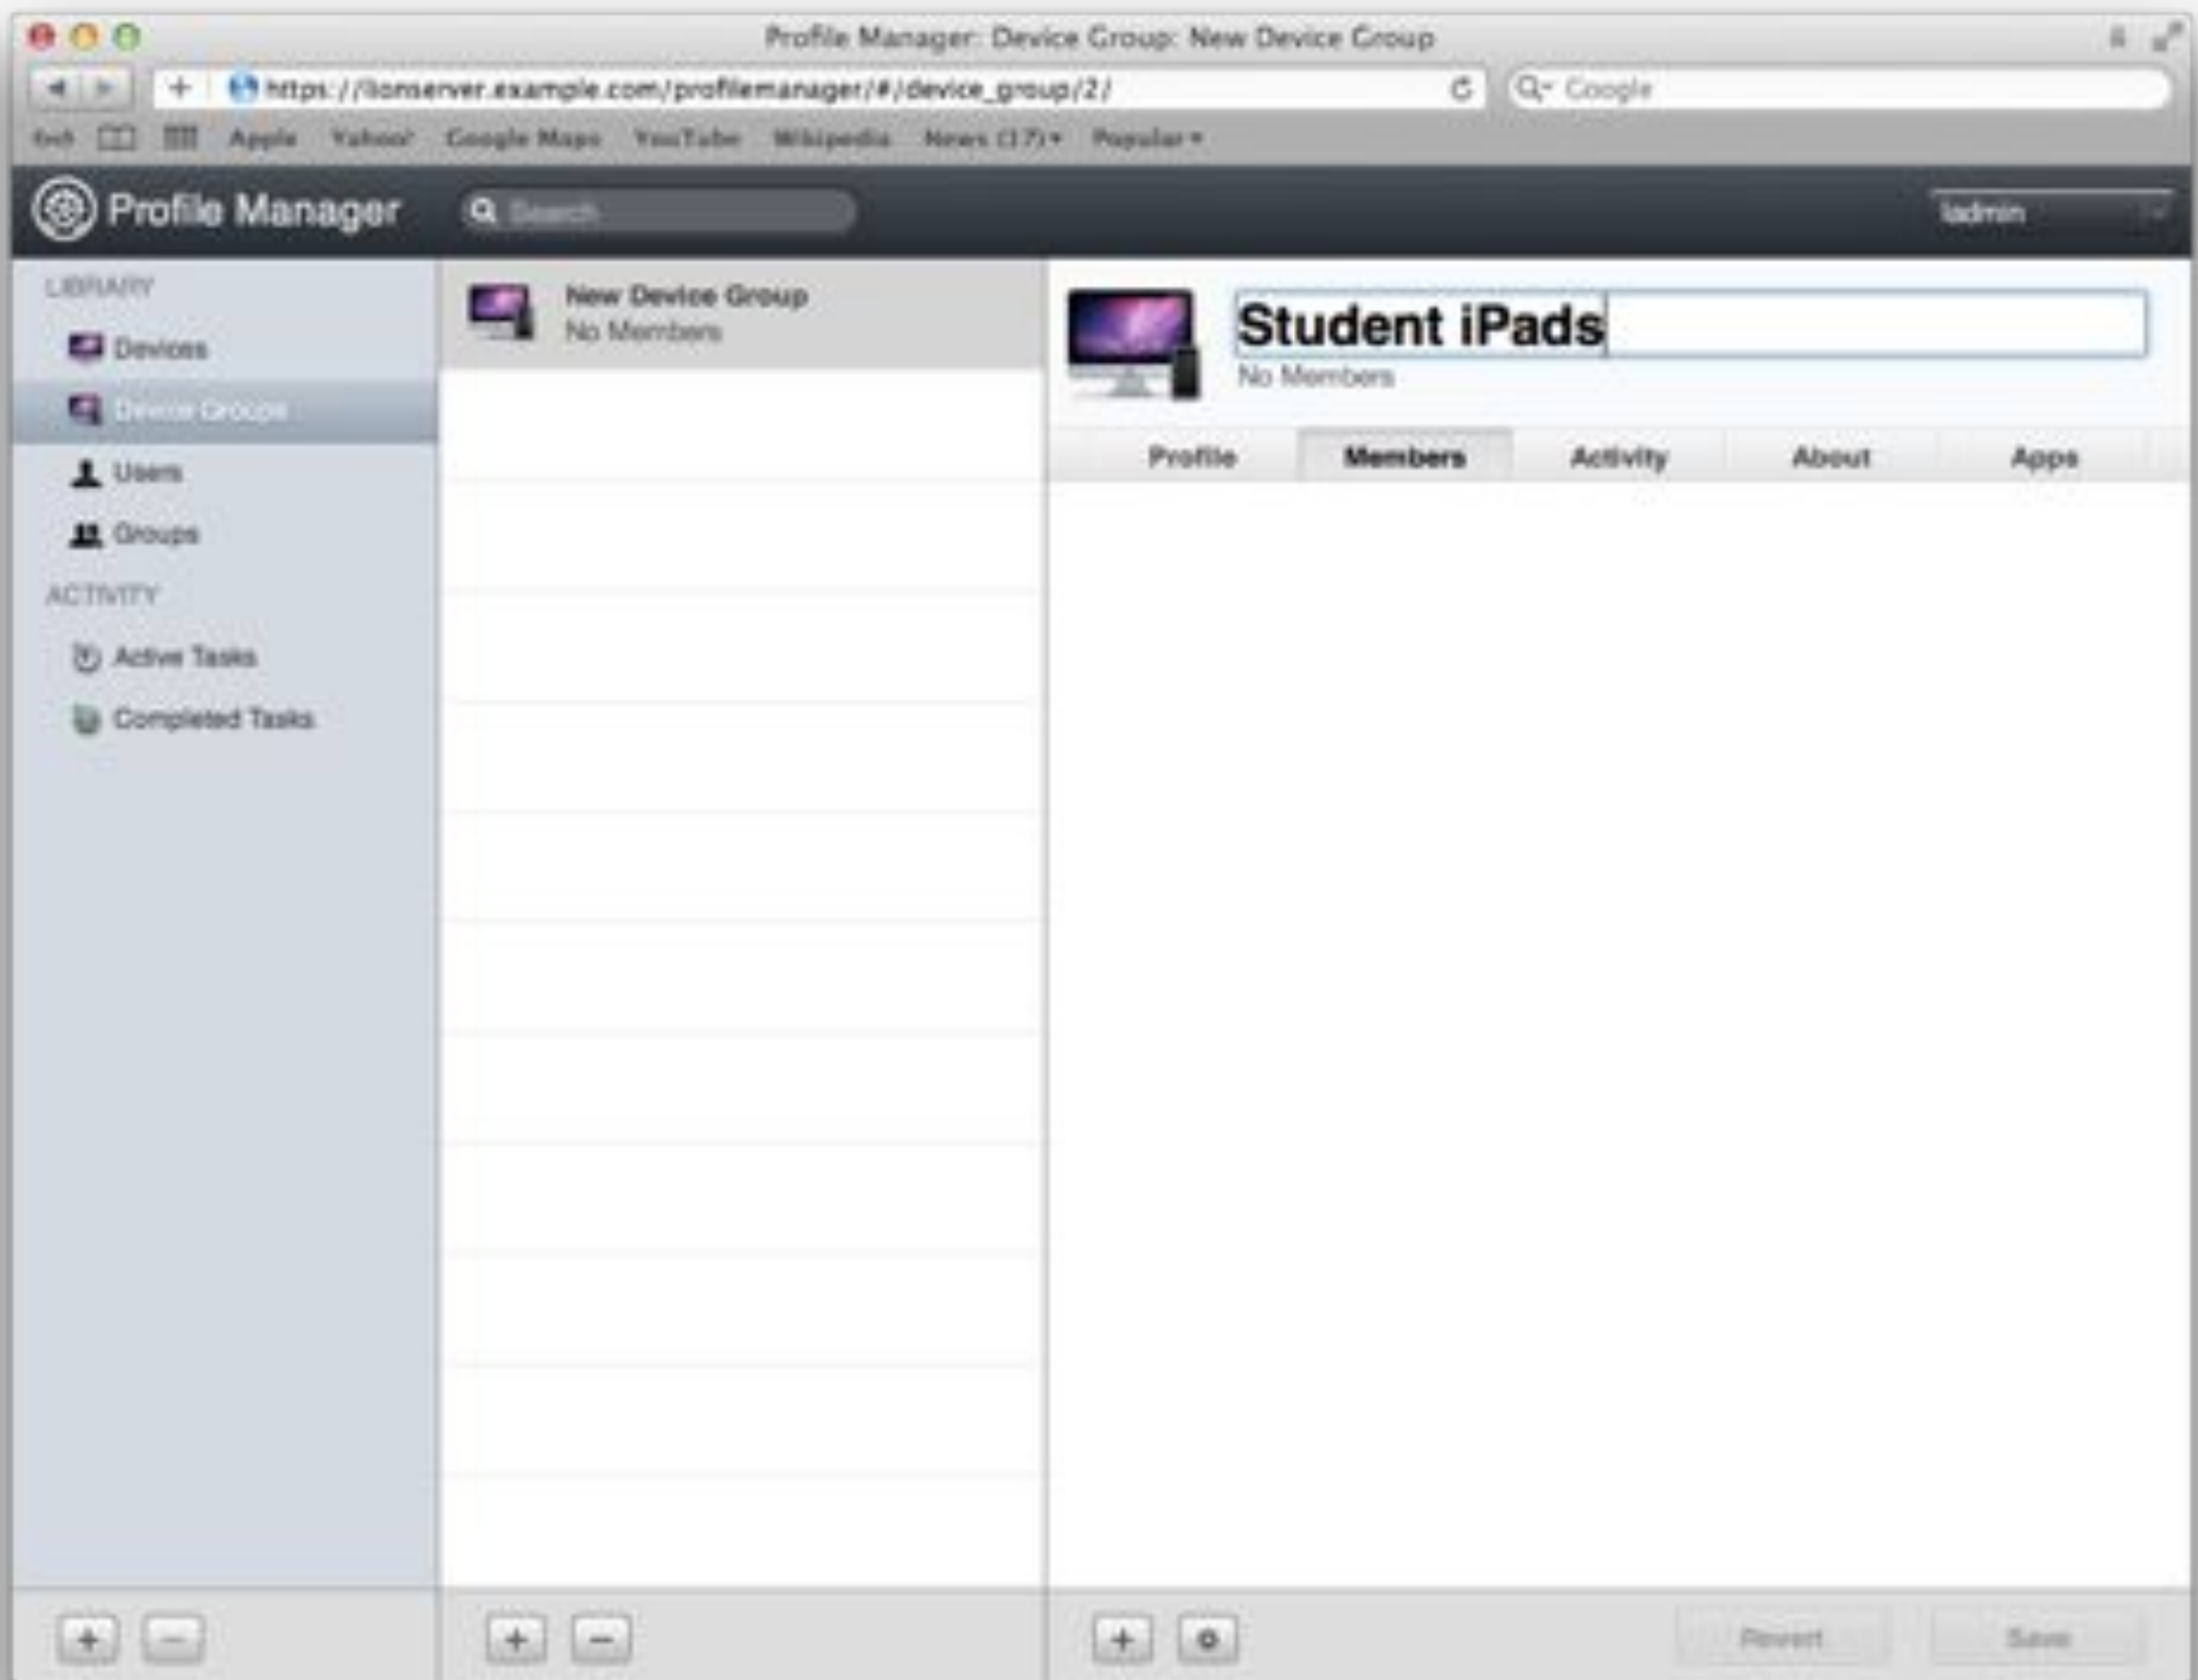 Profile Manager: Device Group: New Device Group
https://lionserver.example.com/profilemanager/#/device_group/2/
Google
Apple Yahoo! Google Maps YouTube Wikipedia News (17) Popular
Profile Manager
Search
ladmin
LIBRARY
Devices
Device Groups
Users
Groups
ACTIVITY
Active Tasks
Completed Tasks
New Device Group
No Members
Student iPads
No Members
Profile Members Activity About Apps
Revert Save